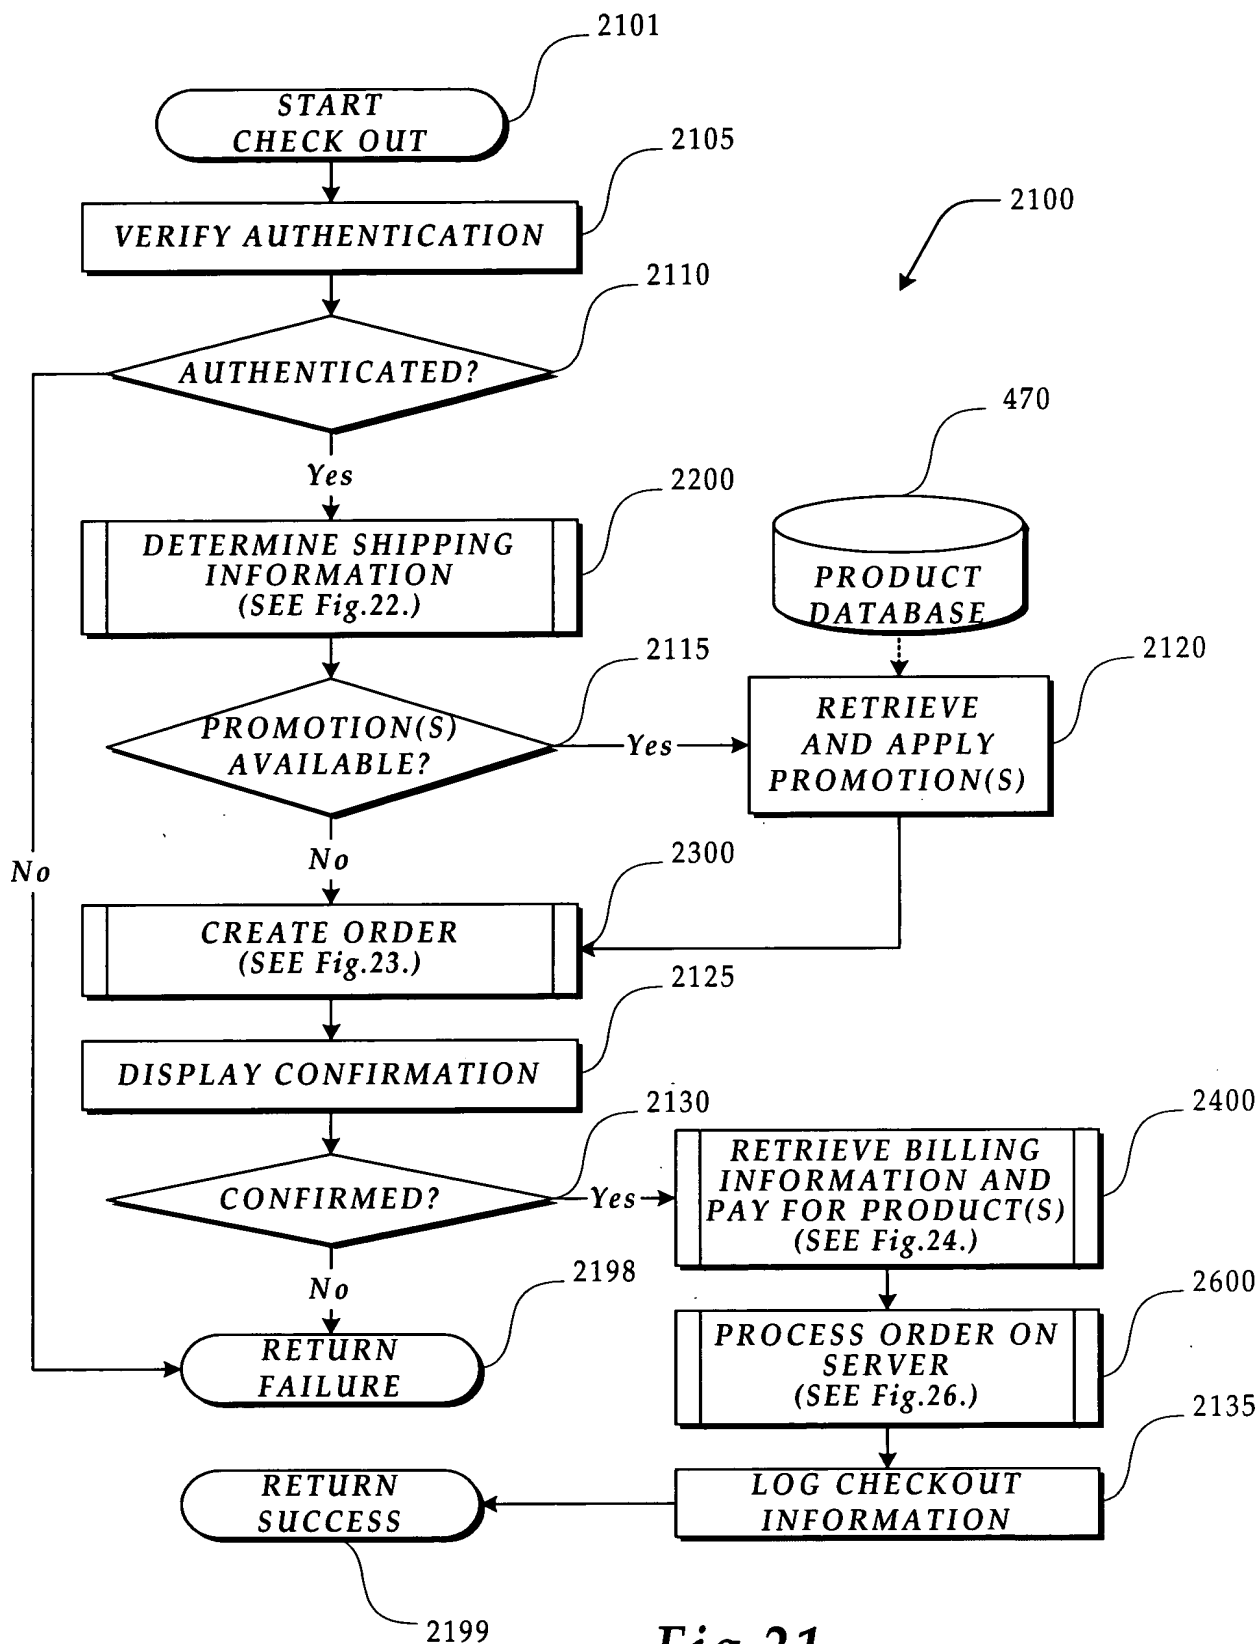 2101
START
CHECK OUT
2105
VERIFY AUTHENTICATION
2100
2110
AUTHENTICATED?
470
Yes
2200
DETERMINE SHIPPING
INFORMATION
(SEE Fig.22.)
PRODUCT
DATABASE
2115
2120
PROMOTION(S)
AVAILABLE?
Yes
RETRIEVE
AND APPLY
PROMOTION(S)
No
No
2300
CREATE ORDER
(SEE Fig.23.)
2125
DISPLAY CONFIRMATION
2130
2400
CONFIRMED?
Yes
RETRIEVE BILLING
INFORMATION AND
PAY FOR PRODUCT(S)
(SEE Fig.24.)
No
2198
RETURN
FAILURE
2600
PROCESS ORDER ON
SERVER
(SEE Fig.26.)
2135
LOG CHECKOUT
INFORMATION
RETURN
SUCCESS
2199
Fig.21.